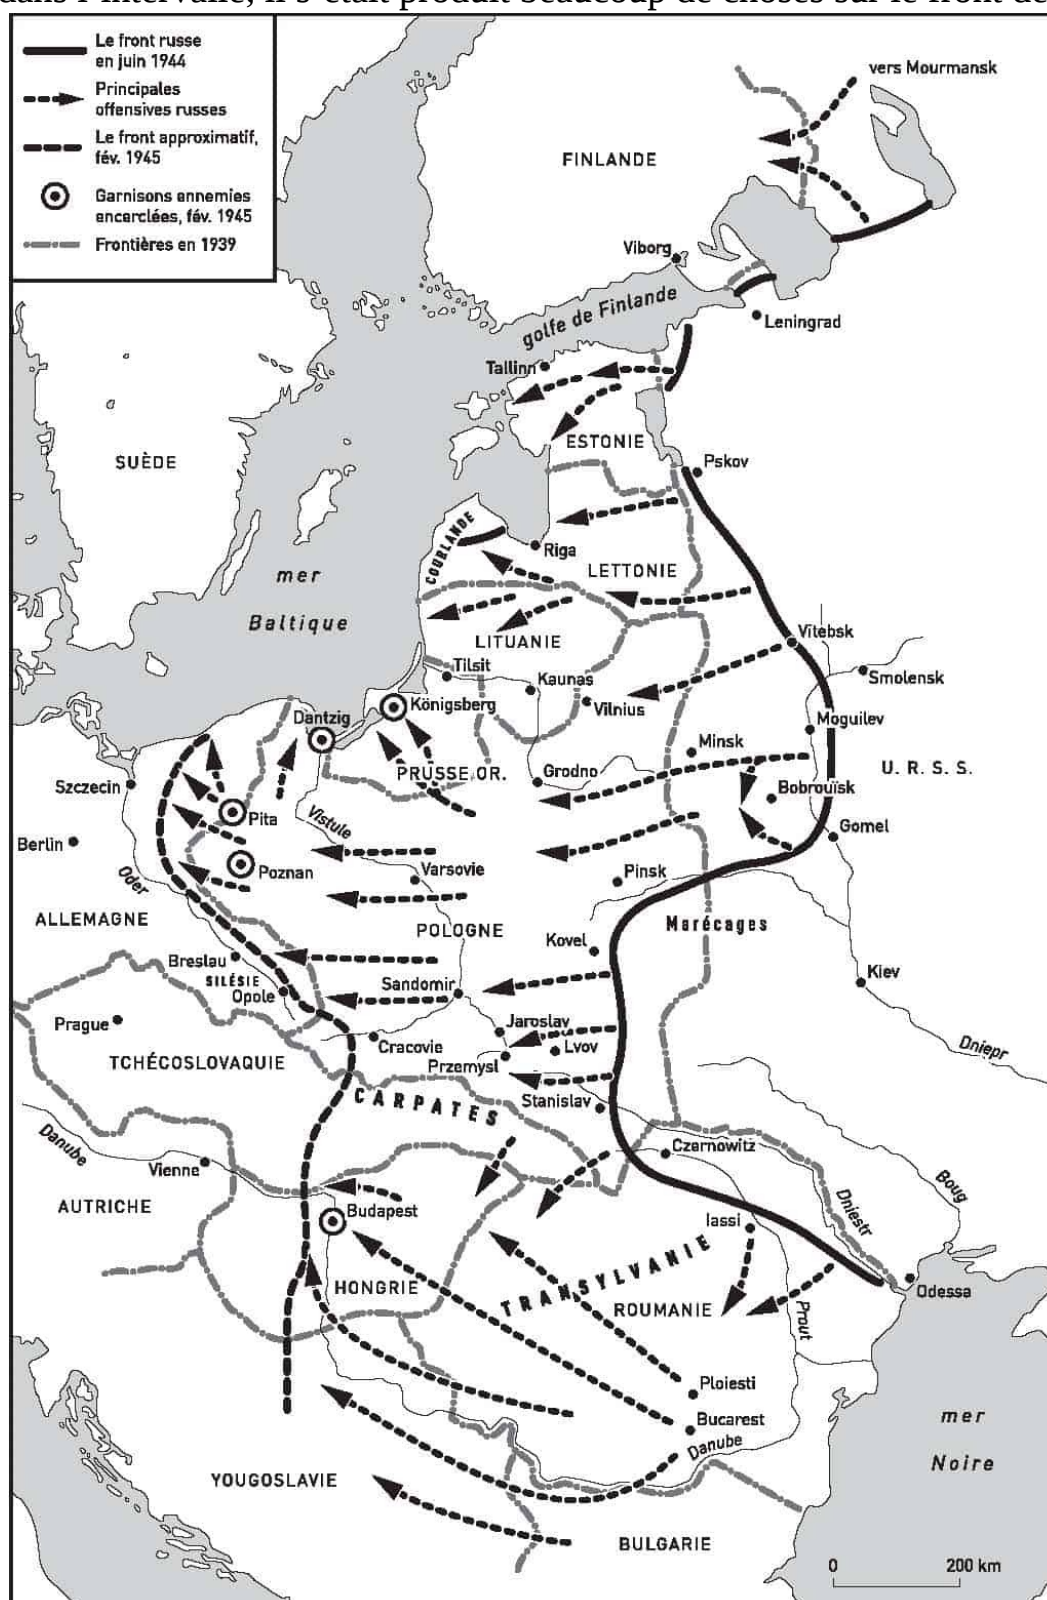 dans l'intervalle, il s'était produit beaucoup de choses sur le front de
Le front russe
en juin 1944
Principales
offensives russes
Le front approximatif,
fév. 1945
Garnisons ennemies
encerclées, fév. 1945
Frontières en 1939
vers Mourmansk
FINLANDE
Viborg
golfe de Finlande
Leningrad
Tallinn
ESTONIE
SUÈDE
Pskov
COURLANDE
Riga
LETTONIE
mer
Baltique
Vitebsk
LITUANIE
Tilsit
Smolensk
Kaunas
Königsberg
Vilnius
Dantzig
Moguilev
Minsk
PRUSSE OR.
U.R.S.S.
Grodno
Szczecin
Bobrouïsk
Pita
Vistule
Gomel
Berlin
Poznan
Varsovie
Pinsk
Oder
ALLEMAGNE
POLOGNE
Marécages
Kovel
Breslau
SILÉSIE
Opole
Sandomir
Kiev
Prague
Jaroslav
Cracovie
Lvov
Dniepr
TCHÉCOSLOVAQUIE
Przemysl
CARPATES
Stanislav
Danube
Czernowitz
Vienne
Boug
AUTRICHE
Budapest
Dniestr
Iassi
TRANSYLVANIE
HONGRIE
ROUMANIE
Odessa
Prout
Ploiesti
Bucarest
mer
Noire
Danube
YOUGOSLAVIE
BULGARIE
0 200 km